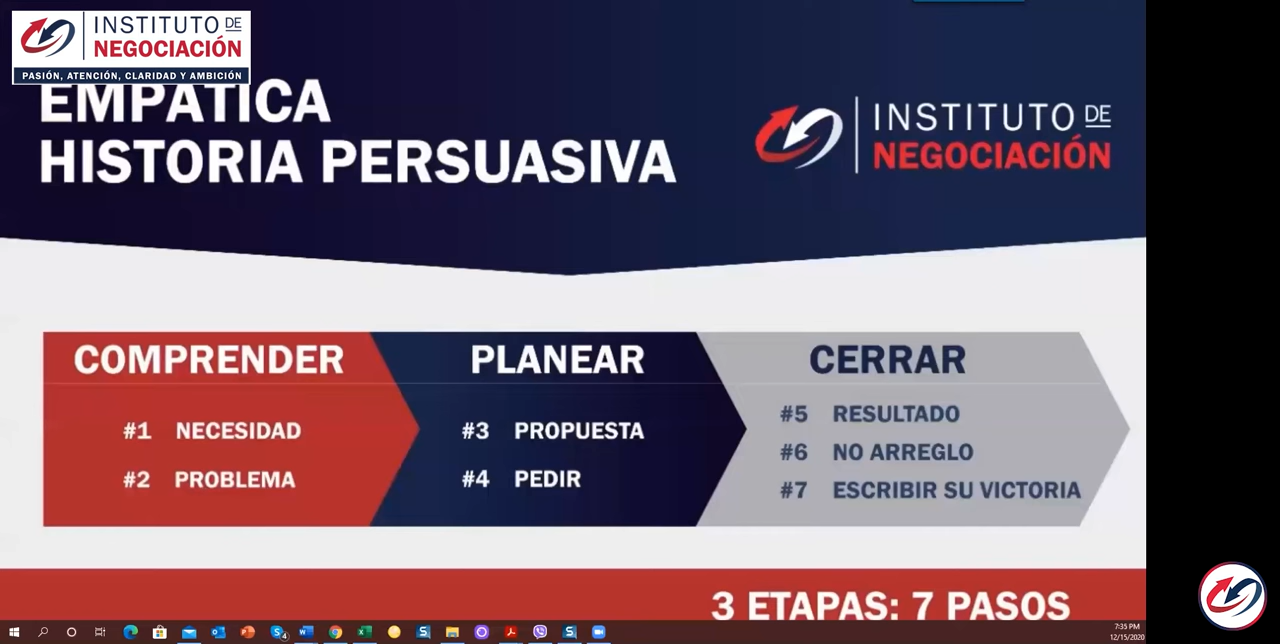 INSTITUTO DE
NEGOCIACIÓN
PASIÓN, ATENCIÓN, CLARIDAD Y AMBICIÓN
EMPÁTICA
HISTORIA PERSUASIVA
INSTITUTO DE
NEGOCIACIÓN
COMPRENDER
#1 NECESIDAD
#2 PROBLEMA
PLANEAR
#3 PROPUESTA
#4 PEDIR
CERRAR
#5 RESULTADO
#6 NO ARREGLO
#7 ESCRIBIR SU VICTORIA
3 ETAPAS: 7 PASOS
7:35 PM
12/15/2020